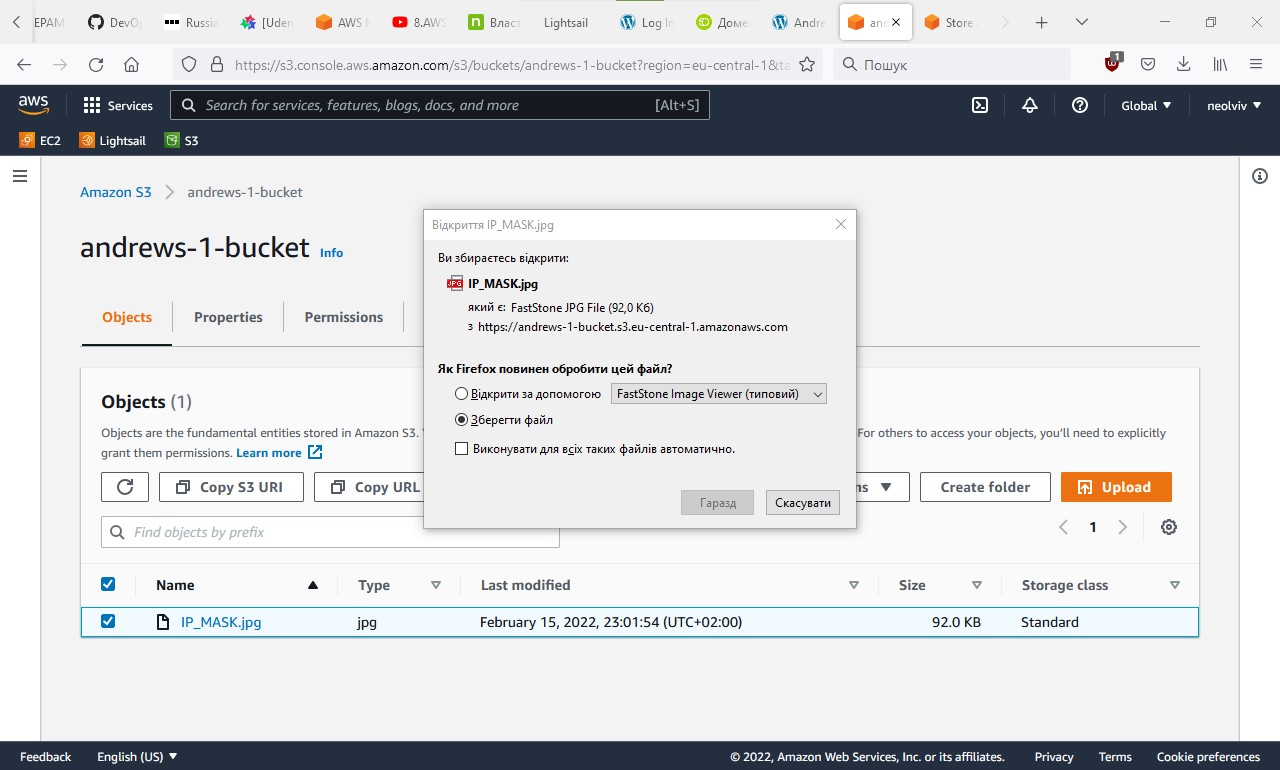 EPAM DevO Russia [Uden AWS M 8.AWS Власт Lightsail Log In Доме Andre and Store
https://s3.console.aws.amazon.com/s3/buckets/andrews-1-bucket?region=eu-central-1&ta Пошук 1
aws Services Search for services, features, blogs, docs, and more [Alt+S] Global neolviv
EC2 Lightsail S3
Amazon S3 andrews-1-bucket
andrews-1-bucket Info
Objects Properties Permissions
Відкриття IP_MASK.jpg
Ви збираєтесь відкрити:
JPG IP_MASK.jpg
який є: FastStone JPG File (92,0 Кб)
з https://andrews-1-bucket.s3.eu-central-1.amazonaws.com
Як Firefox повинен обробити цей файл?
Відкрити за допомогою FastStone Image Viewer (типовий)
Зберегти файл
Виконувати для всіх таких файлів автоматично.
Гаразд Скасувати
Objects (1)
Objects are the fundamental entities stored in Amazon S3. For others to access your objects, you'll need to explicitly
grant them permissions. Learn more
Copy S3 URI Copy URL ns Create folder Upload
Find objects by prefix 1
Name Type Last modified Size Storage class
IP_MASK.jpg jpg February 15, 2022, 23:01:54 (UTC+02:00) 92.0 KB Standard
Feedback English (US) © 2022, Amazon Web Services, Inc. or its affiliates. Privacy Terms Cookie preferences